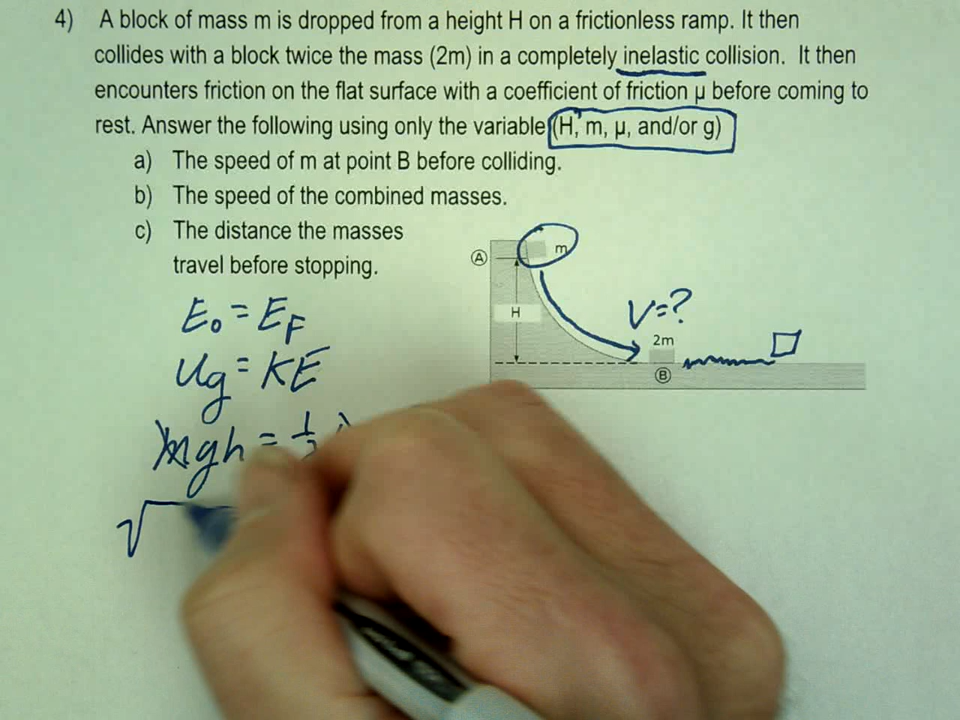 4) A block of mass m is dropped from a height H on a frictionless ramp. It then
collides with a block twice the mass (2m) in a completely inelastic collision. It then
encounters friction on the flat surface with a coefficient of friction μ before coming to
rest. Answer the following using only the variable (H, m, μ, and/or g)
a) The speed of m at point B before colliding.
b) The speed of the combined masses.
c) The distance the masses
travel before stopping.
A
m
H
V=?
2m
B
E₀ = E_F
Ug = KE
mgh = 1/2
√